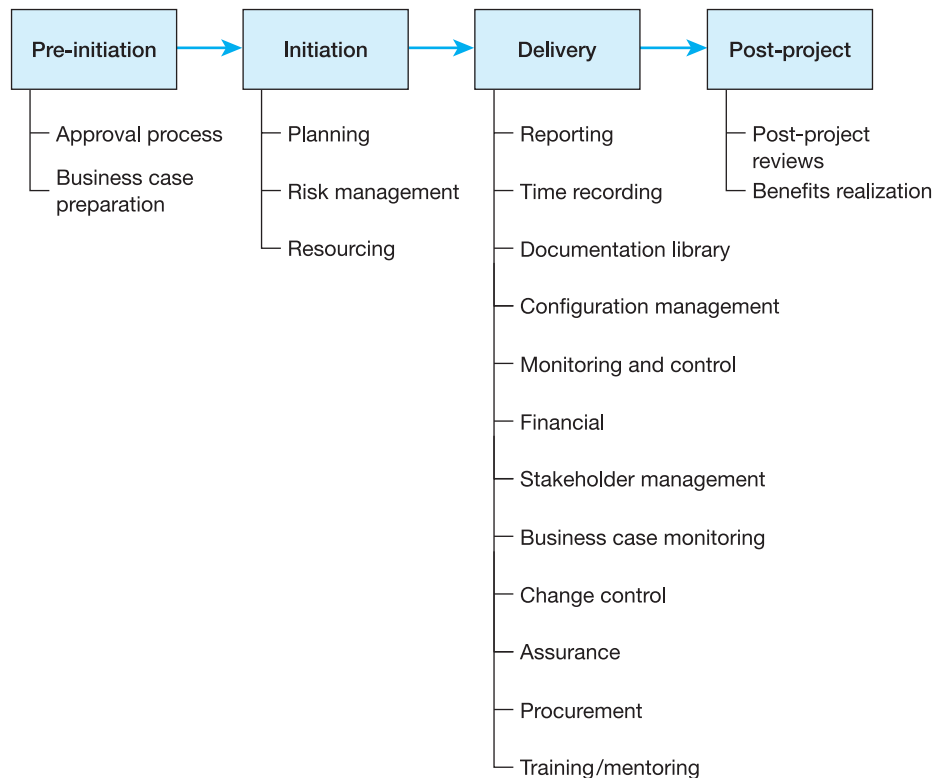 Pre-initiation
Initiation
Delivery
Post-project
Approval process
Business case
preparation
Planning
Risk management
Resourcing
Reporting
Time recording
Documentation library
Configuration management
Monitoring and control
Financial
Stakeholder management
Business case monitoring
Change control
Assurance
Procurement
Training/mentoring
Post-project
reviews
Benefits realization